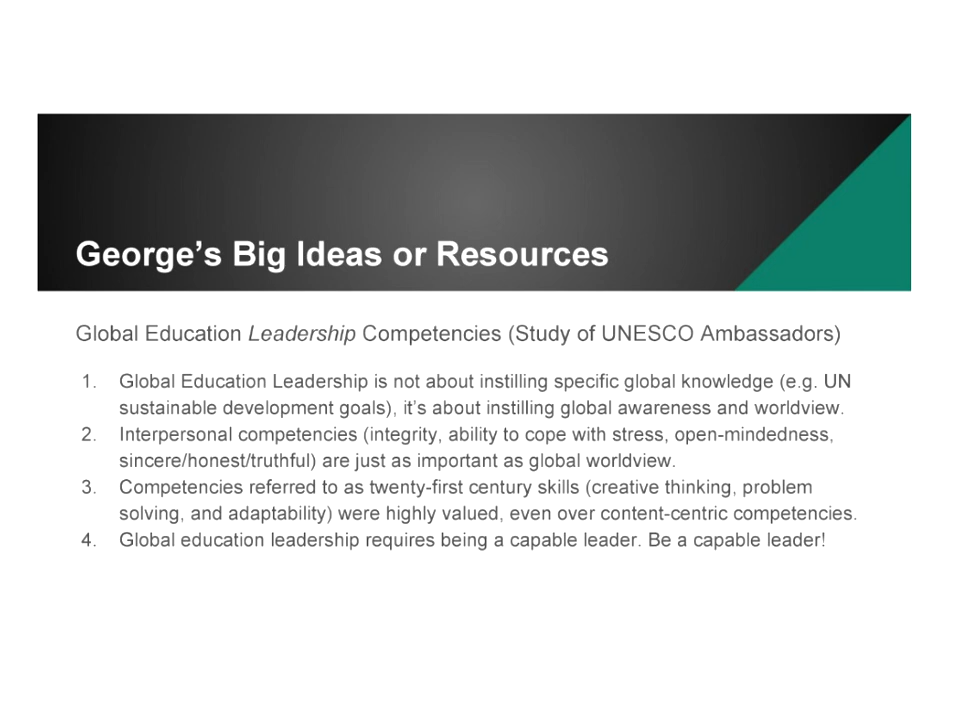 George’s Big Ideas or Resources
Global Education Leadership Competencies (Study of UNESCO Ambassadors)
1. Global Education Leadership is not about instilling specific global knowledge (e.g. UN
sustainable development goals), it’s about instilling global awareness and worldview.
2. Interpersonal competencies (integrity, ability to cope with stress, open-mindedness,
sincere/honest/truthful) are just as important as global worldview.
3. Competencies referred to as twenty-first century skills (creative thinking, problem
solving, and adaptability) were highly valued, even over content-centric competencies.
4. Global education leadership requires being a capable leader. Be a capable leader!